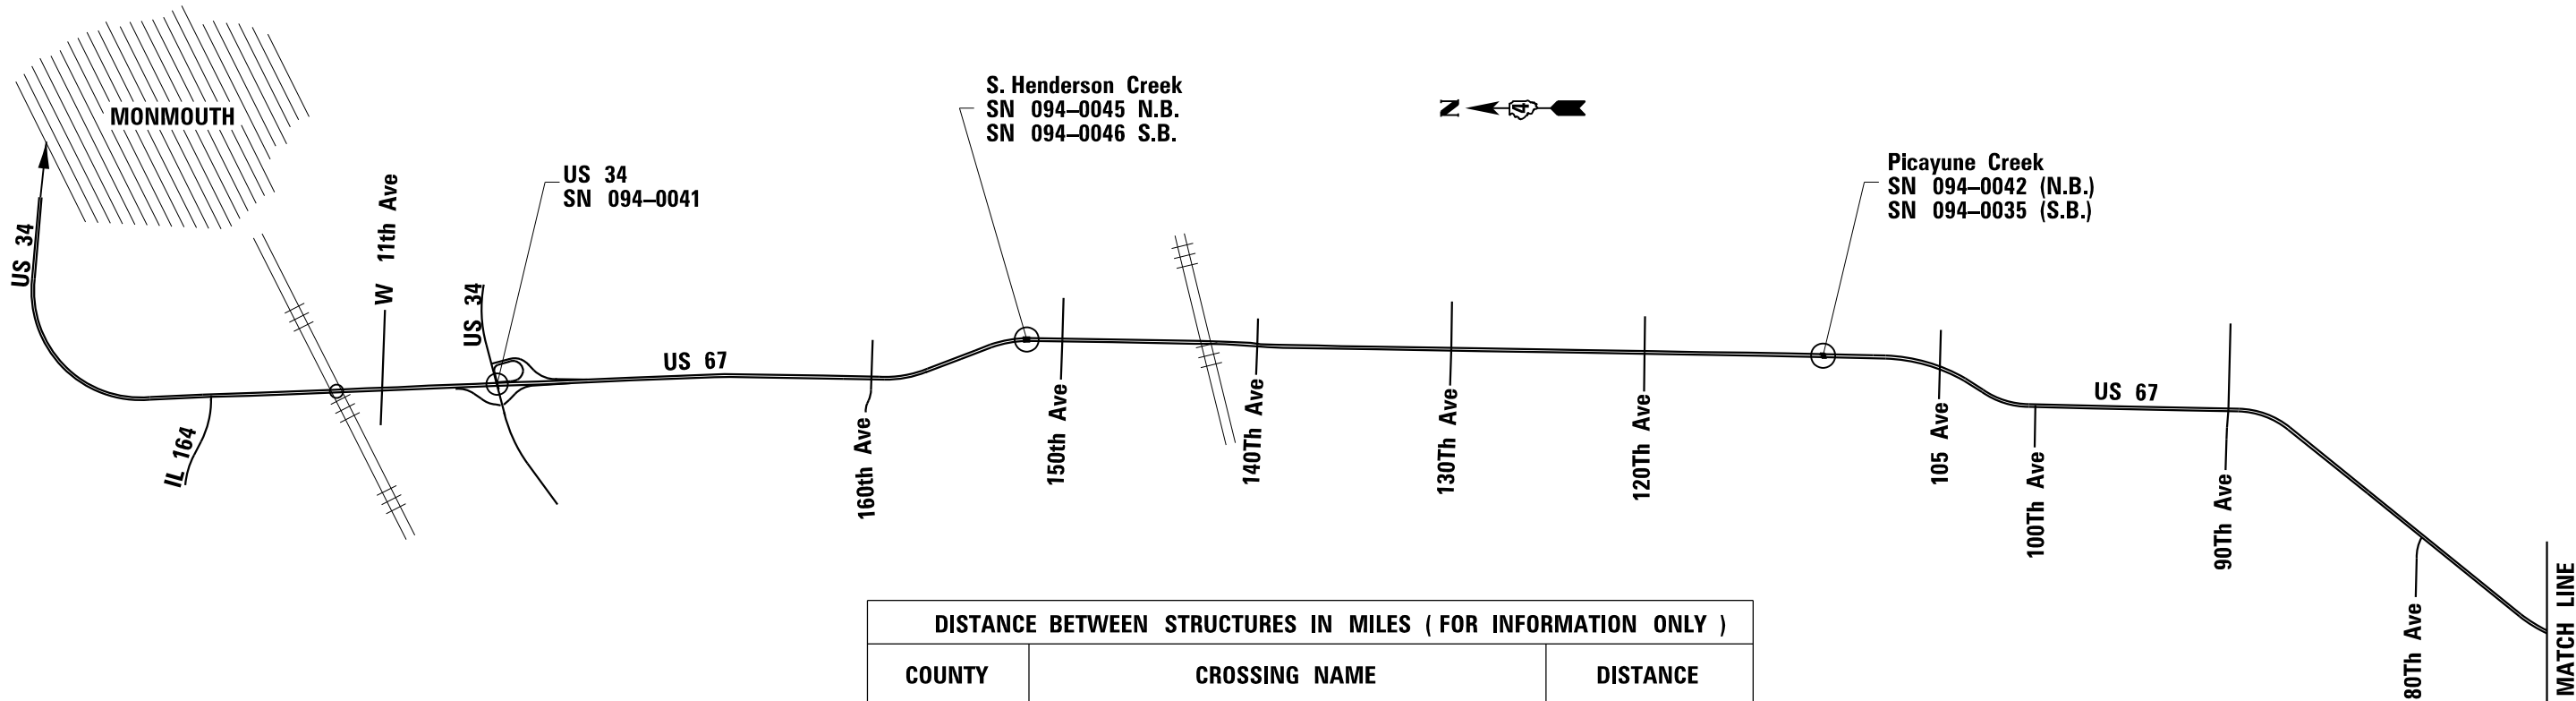 MONMOUTH
US 34
IL 164
W 11th Ave
US 34
US 34
SN 094–0041
US 67
160th Ave
S. Henderson Creek
SN 094–0045 N.B.
SN 094–0046 S.B.
150th Ave
140Th Ave
N
4
130Th Ave
120Th Ave
Picayune Creek
SN 094–0042 (N.B.)
SN 094–0035 (S.B.)
105 Ave
100Th Ave
US 67
90Th Ave
80Th Ave
MATCH LINE
DISTANCE BETWEEN STRUCTURES IN MILES ( FOR INFORMATION ONLY )
COUNTY CROSSING NAME DISTANCE